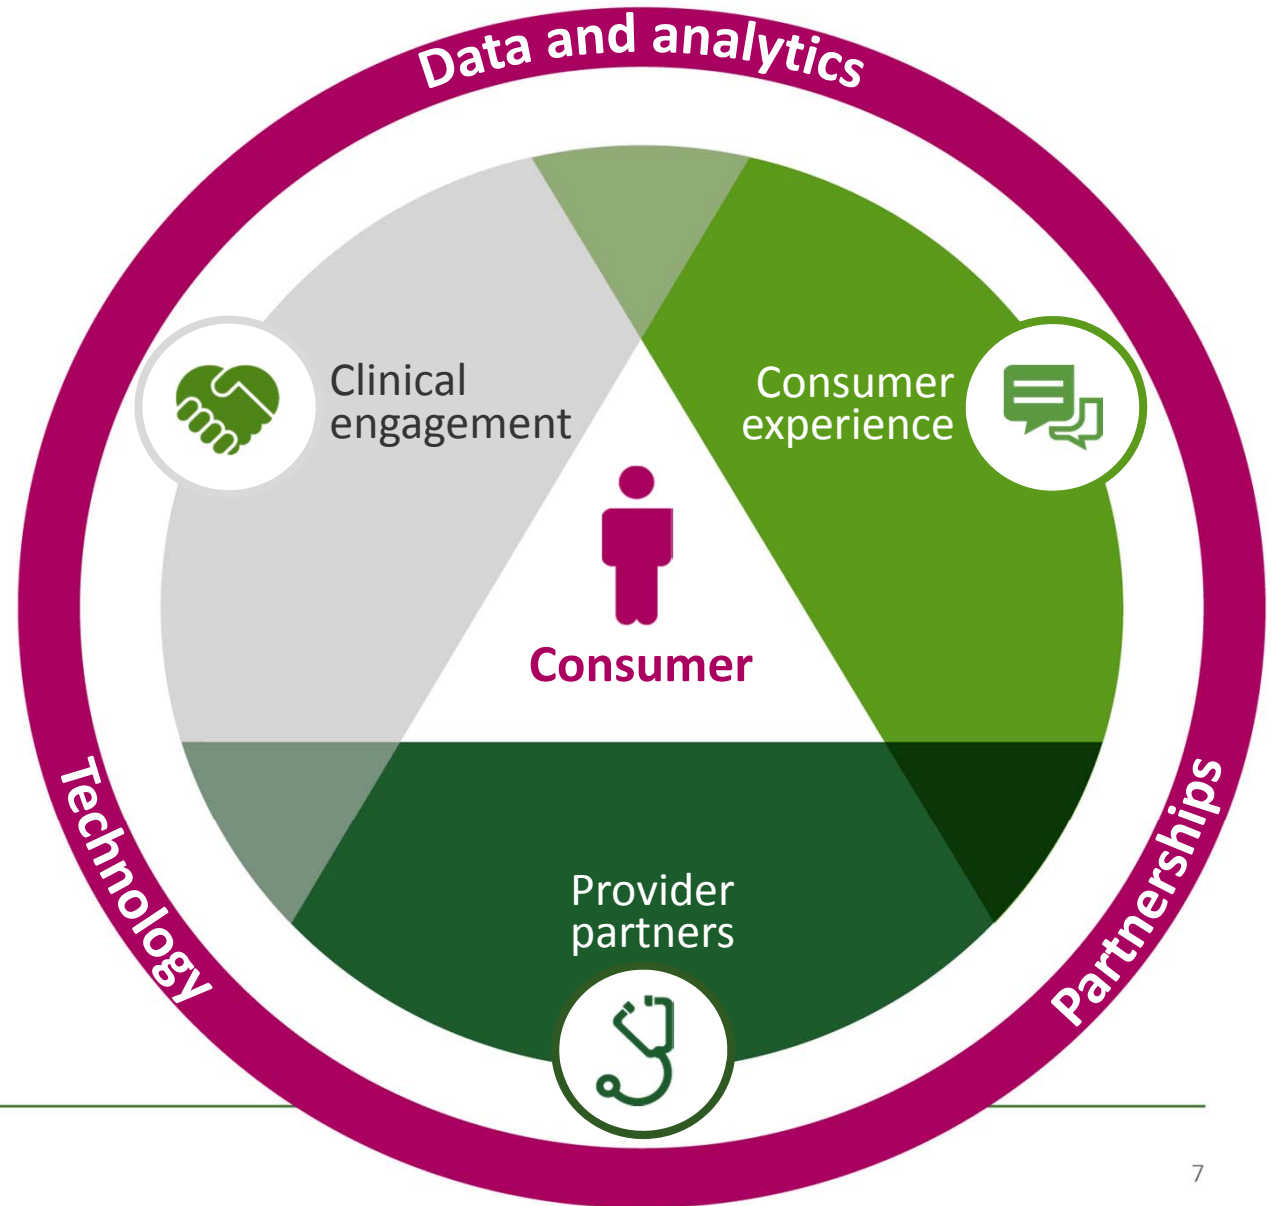 Data and analytics
Clinical
engagement
Consumer
experience
Consumer
Technology
Partnerships
Provider
partners
7